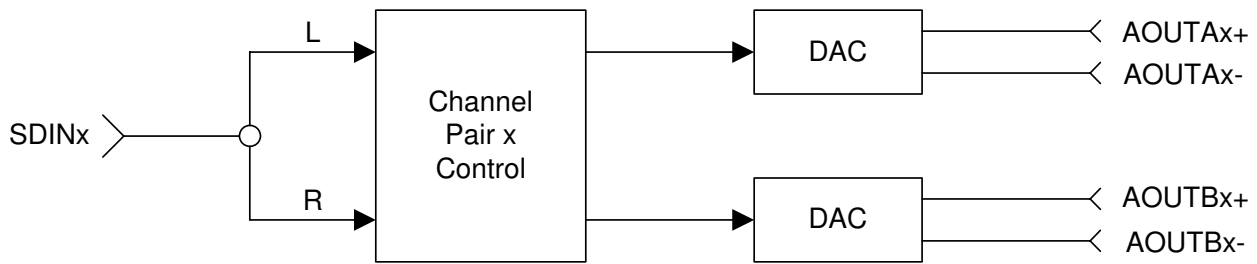 L
DAC
AOUTAx+
AOUTAx-
SDINx
Channel
Pair x
Control
R
DAC
AOUTBx+
AOUTBx-